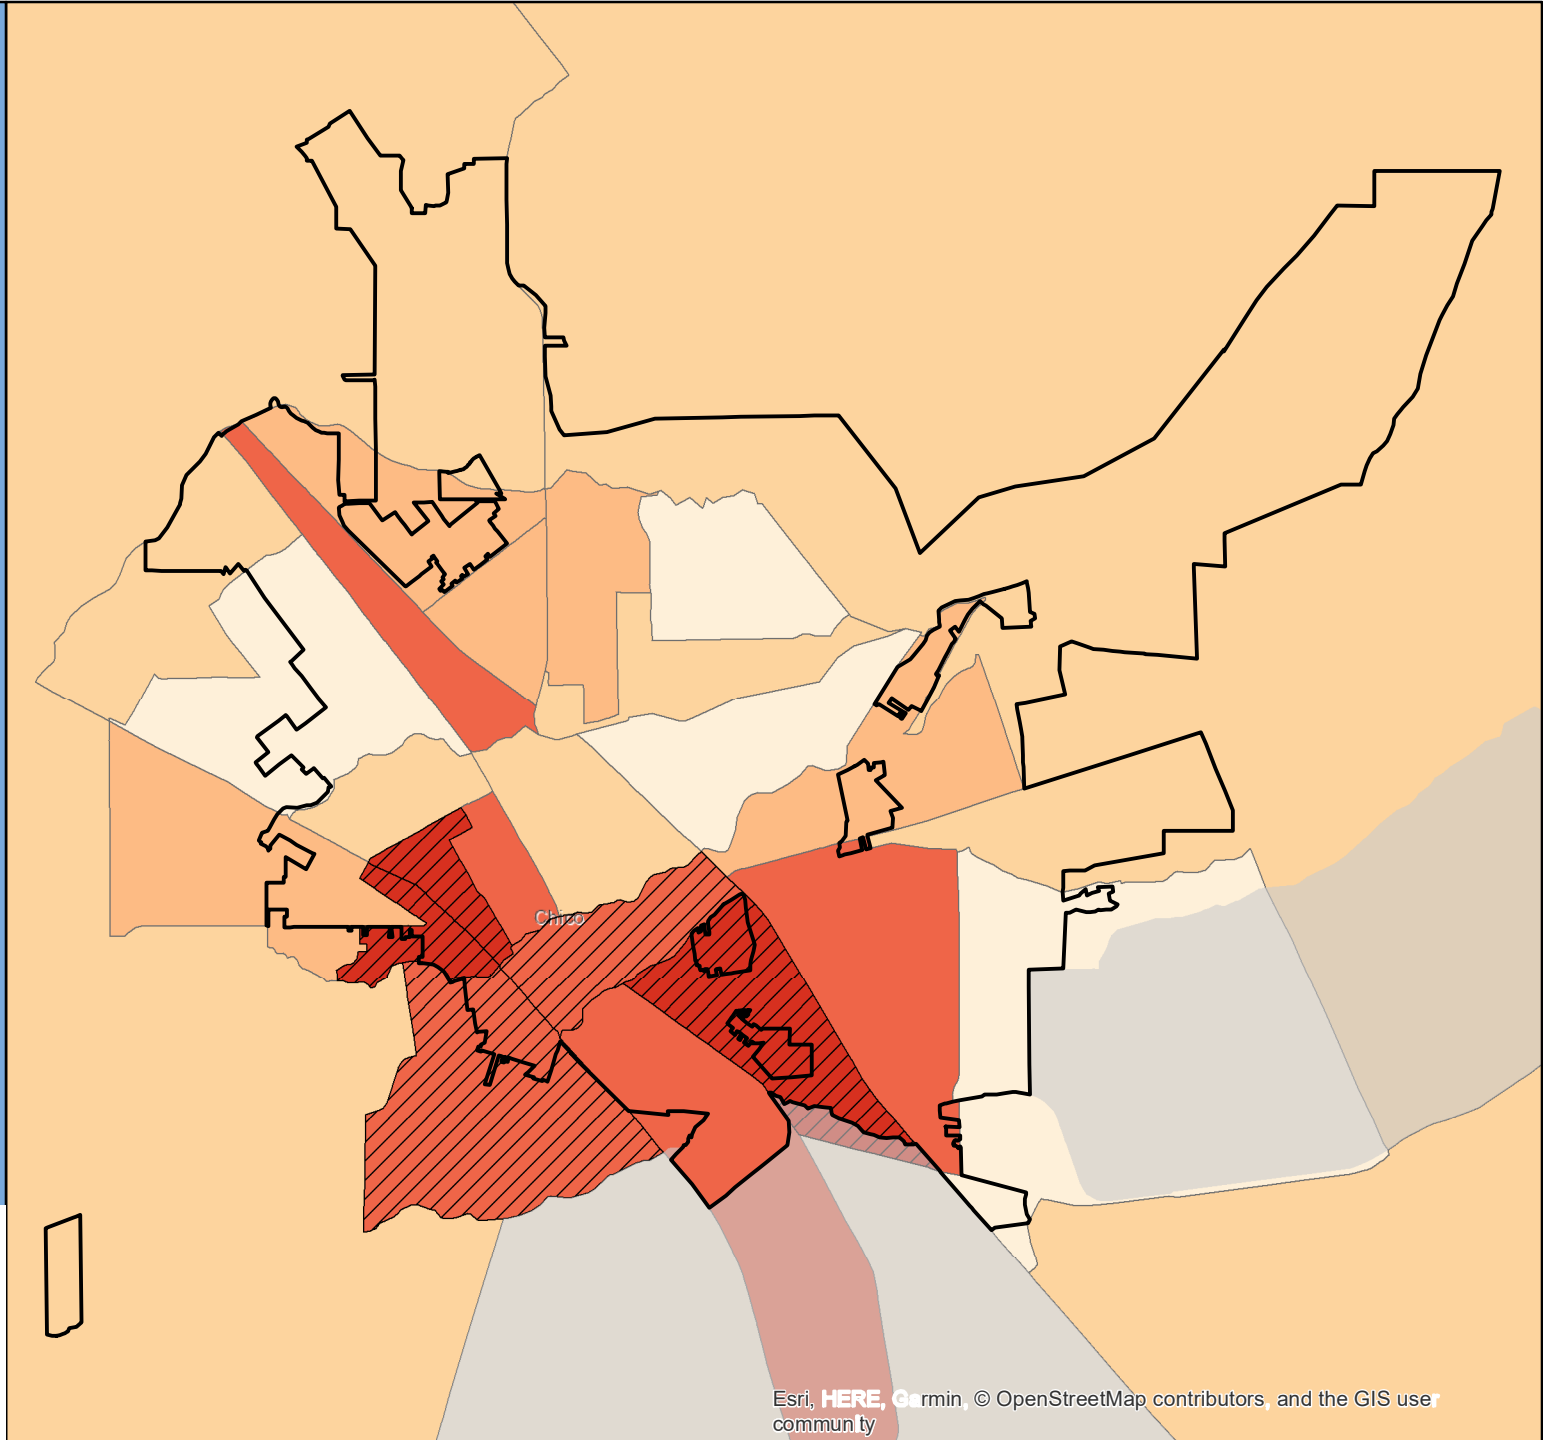 Chico
Esri, HERE, Garmin, © OpenStreetMap contributors, and the GIS user
community